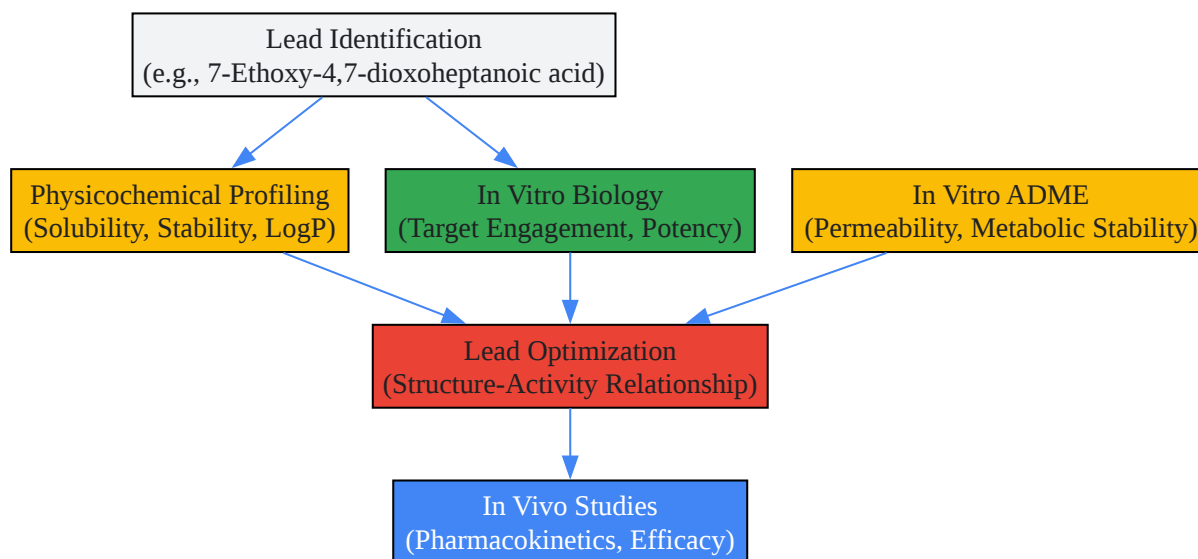 Lead Identification
(e.g., 7-Ethoxy-4,7-dioxoheptanoic acid)
Physicochemical Profiling
(Solubility, Stability, LogP)
In Vitro Biology
(Target Engagement, Potency)
In Vitro ADME
(Permeability, Metabolic Stability)
Lead Optimization
(Structure-Activity Relationship)
In Vivo Studies
(Pharmacokinetics, Efficacy)